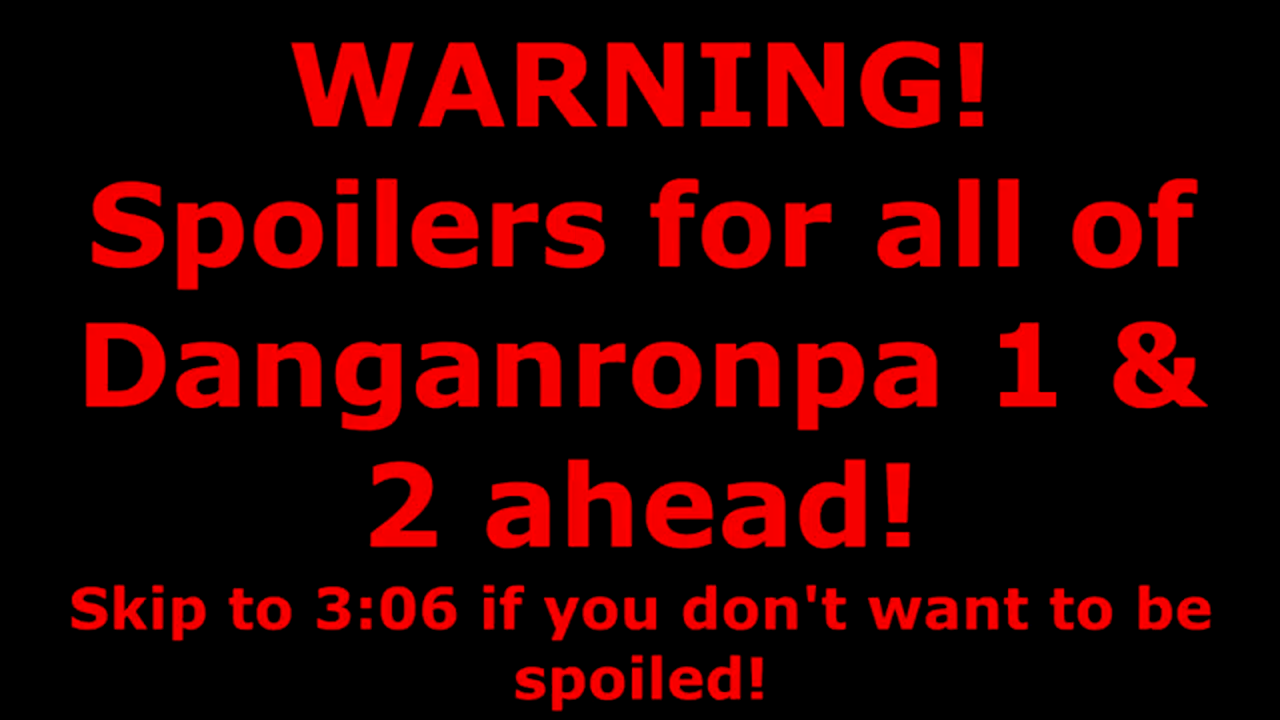 WARNING!
Spoilers for all of
Danganronpa 1 &
2 ahead!
Skip to 3:06 if you don't want to be
spoiled!